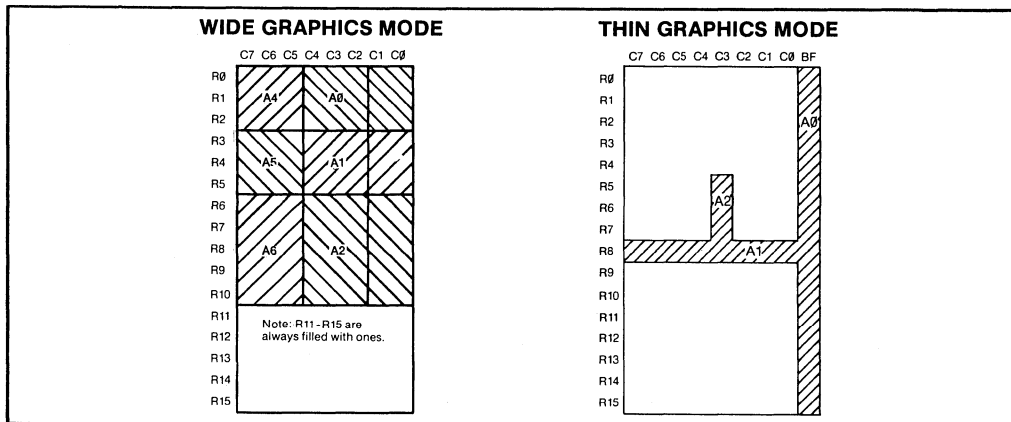 WIDE GRAPHICS MODE
C7 C6 C5 C4 C3 C2 C1 CØ
RØ
R1
R2
R3
R4
R5
R6
R7
R8
R9
R10
R11
R12
R13
R14
R15
A4 AØ
A5 A1
A6 A2
Note: R11-R15 are
always filled with ones.
THIN GRAPHICS MODE
C7 C6 C5 C4 C3 C2 C1 CØ BF
RØ
R1
R2
R3
R4
R5
R6
R7
R8
R9
R10
R11
R12
R13
R14
R15
AØ
A2
A1